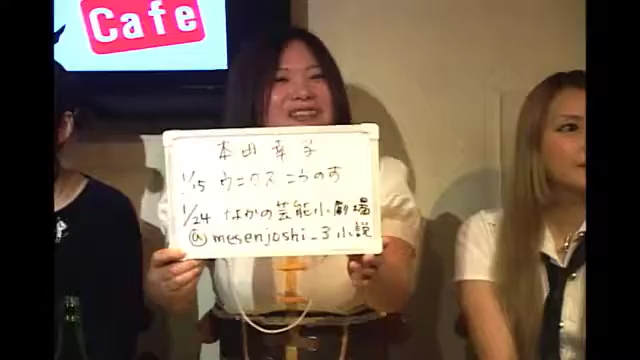 Cafe
本田幸子
1/15 ウニクス こうのす
1/24 なかの芸能小劇場
@mesenjoshi_3 小説